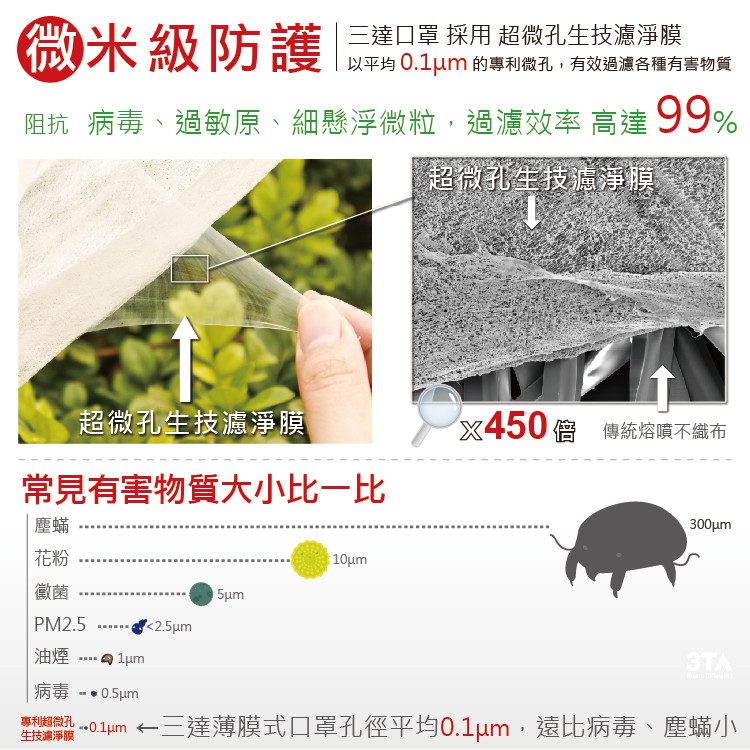 微米級防護
三達口罩 採用 超微孔生技濾淨膜
以平均 0.1μm 的專利微孔，有效過濾各種有害物質
阻抗 病毒、過敏原、細懸浮微粒，過濾效率 高達 99%
超微孔生技濾淨膜
超微孔生技濾淨膜
X450倍
傳統熔噴不織布
常見有害物質大小比一比
塵蟎 300μm
花粉 10μm
黴菌 5μm
PM2.5 <2.5μm
油煙 1μm
病毒 0.5μm
3TA
專利超微孔
生技濾淨膜
0.1μm ←三達薄膜式口罩孔徑平均0.1μm，遠比病毒、塵蟎小